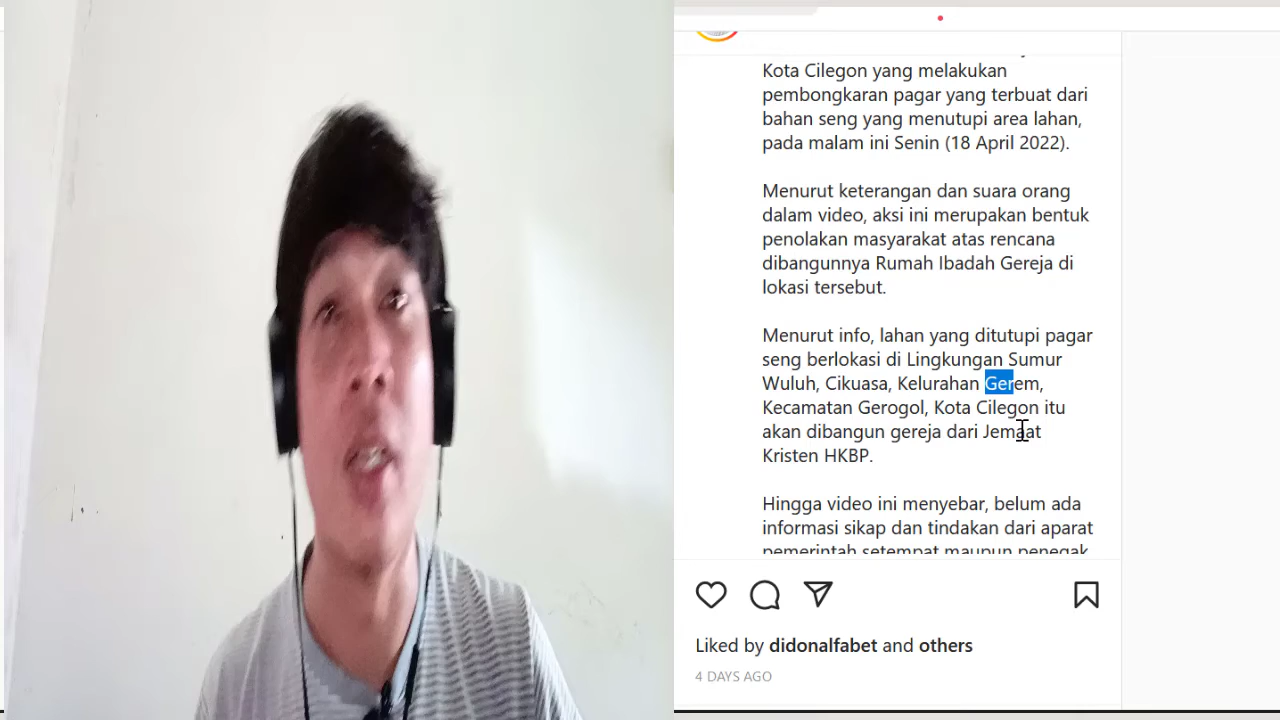 Kota Cilegon yang melakukan
pembongkaran pagar yang terbuat dari
bahan seng yang menutupi area lahan,
pada malam ini Senin (18 April 2022).
Menurut keterangan dan suara orang
dalam video, aksi ini merupakan bentuk
penolakan masyarakat atas rencana
dibangunnya Rumah Ibadah Gereja di
lokasi tersebut.
Menurut info, lahan yang ditutupi pagar
seng berlokasi di Lingkungan Sumur
Wuluh, Cikuasa, Kelurahan Gerem,
Kecamatan Gerogol, Kota Cilegon itu
akan dibangun gereja dari Jemaat
Kristen HKBP.
Hingga video ini menyebar, belum ada
informasi sikap dan tindakan dari aparat
pemerintah setempat maupun penegak
Liked by didonalfabet and others
4 DAYS AGO